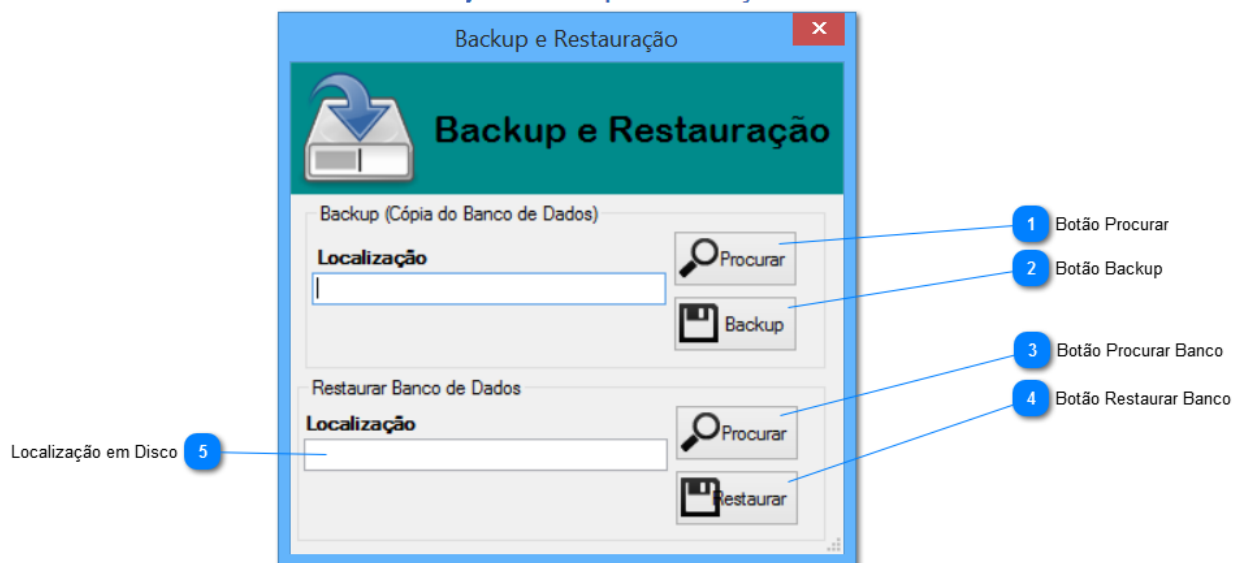 Backup e Restauração
Backup e Restauração
Backup (Cópia do Banco de Dados)
Localização
Procurar
1 Botão Procurar
2 Botão Backup
Backup
3 Botão Procurar Banco
Restaurar Banco de Dados
4 Botão Restaurar Banco
Localização
Procurar
Localização em Disco 5
Restaurar